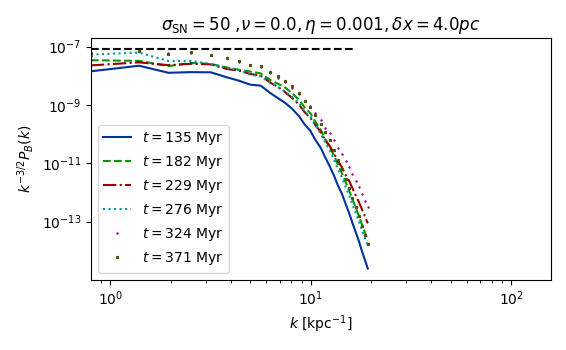 σ_SN = 50 , ν = 0.0, η = 0.001, δx = 4.0pc
k^{-3/2}P_B(k)
10^{-7}
10^{-9}
10^{-11}
10^{-13}
t = 135 Myr
t = 182 Myr
t = 229 Myr
t = 276 Myr
t = 324 Myr
t = 371 Myr
10^0 10^1 10^2
k [kpc^{-1}]